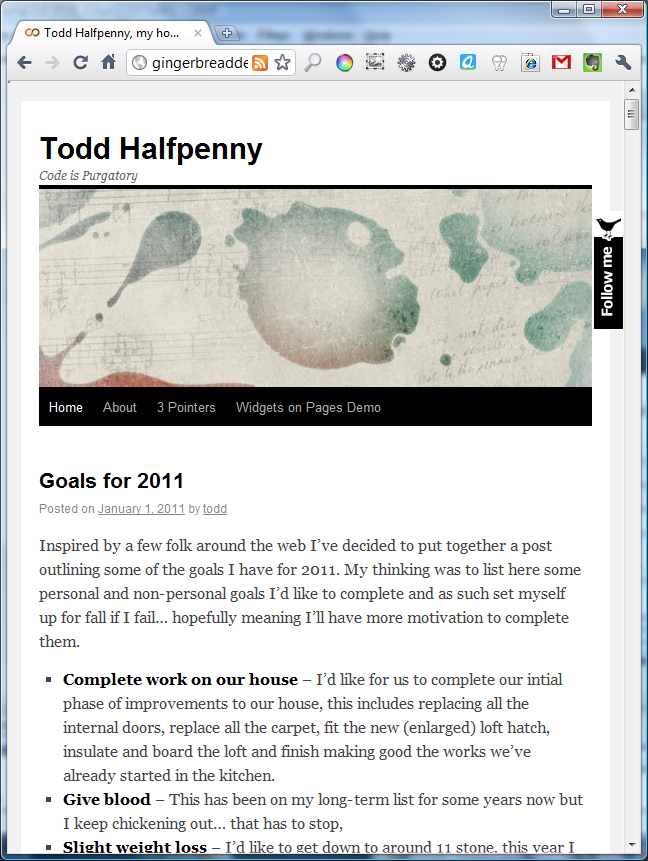 Todd Halfpenny, my ho...
gingerbreadde
Todd Halfpenny
Code is Purgatory
Follow me
Home About 3 Pointers Widgets on Pages Demo
Goals for 2011
Posted on January 1, 2011 by todd
Inspired by a few folk around the web I’ve decided to put together a post
outlining some of the goals I have for 2011. My thinking was to list here some
personal and non-personal goals I’d like to complete and as such set myself
up for fall if I fail… hopefully meaning I’ll have more motivation to complete
them.
Complete work on our house – I’d like for us to complete our intial
phase of improvements to our house, this includes replacing all the
internal doors, replace all the carpet, fit the new (enlarged) loft hatch,
insulate and board the loft and finish making good the works we’ve
already started in the kitchen.
Give blood – This has been on my long-term list for some years now but
I keep chickening out… that has to stop,
Slight weight loss – I’d like to get down to around 11 stone. this year I